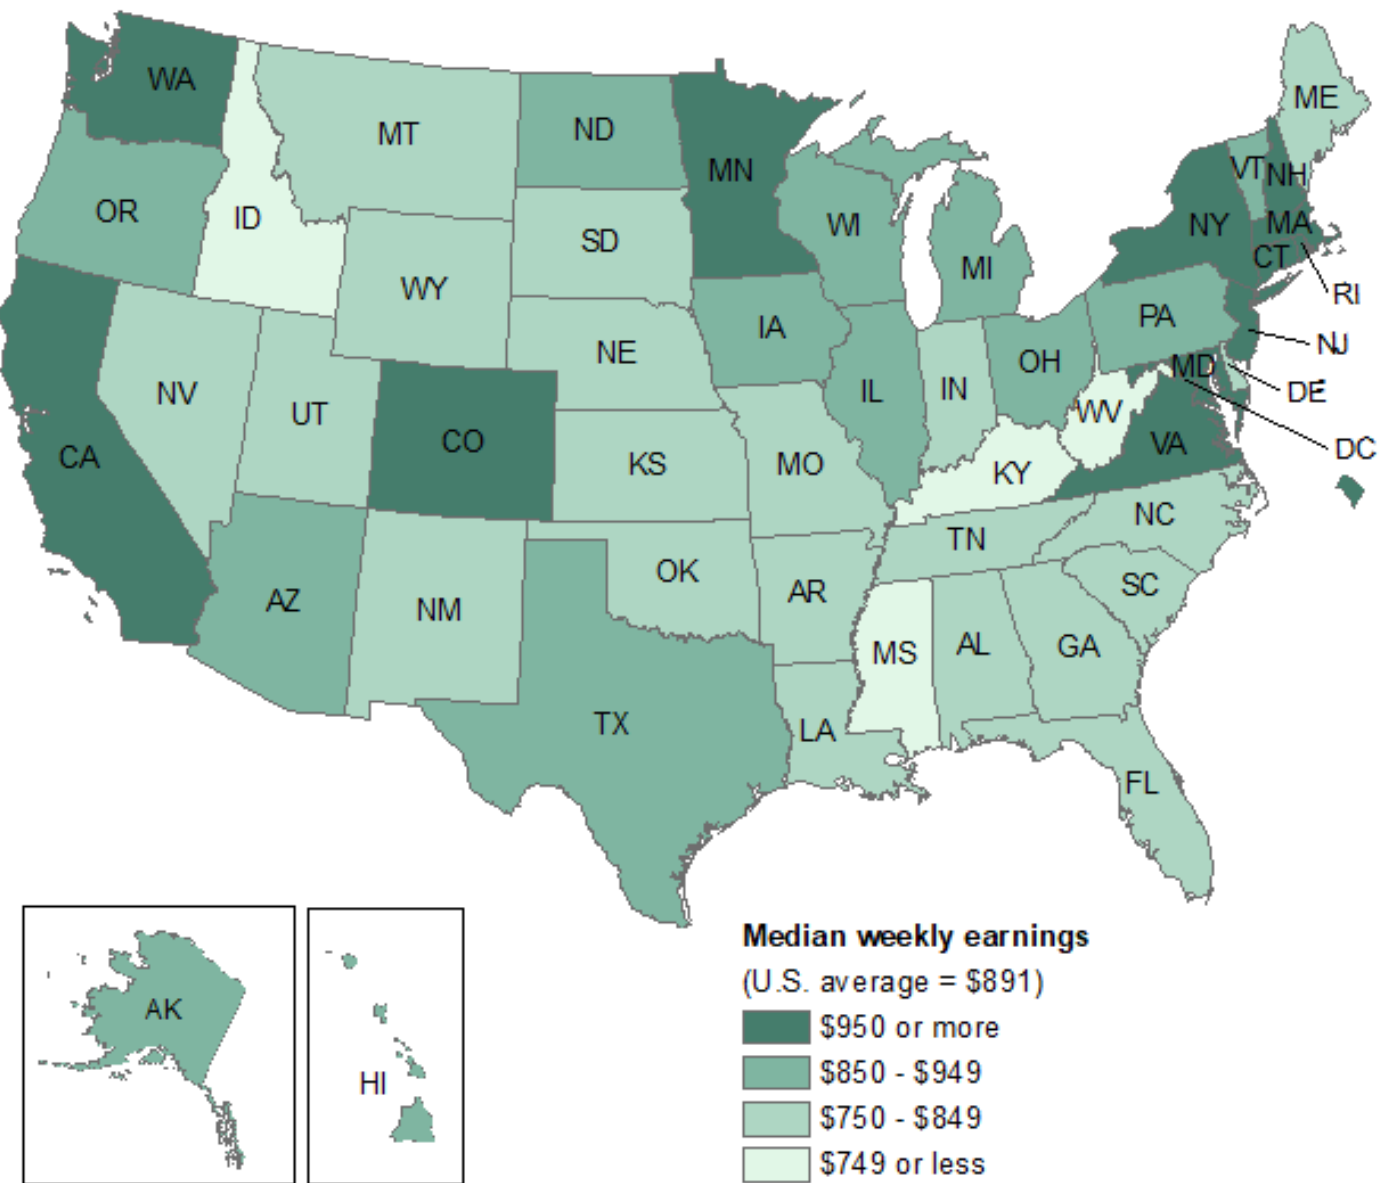 WA
MT
ND
MN
ME
VT
NH
OR
ID
SD
WI
NY
MA
CT
WY
MI
RI
IA
PA
NJ
NE
OH
MD
DE
NV
UT
IL
IN
WV
DC
CO
CA
KS
MO
KY
VA
NC
TN
OK
AR
SC
AZ
NM
MS
AL
GA
TX
LA
FL
AK
HI
Median weekly earnings
(U.S. average = $891)
$950 or more
$850 - $949
$750 - $849
$749 or less